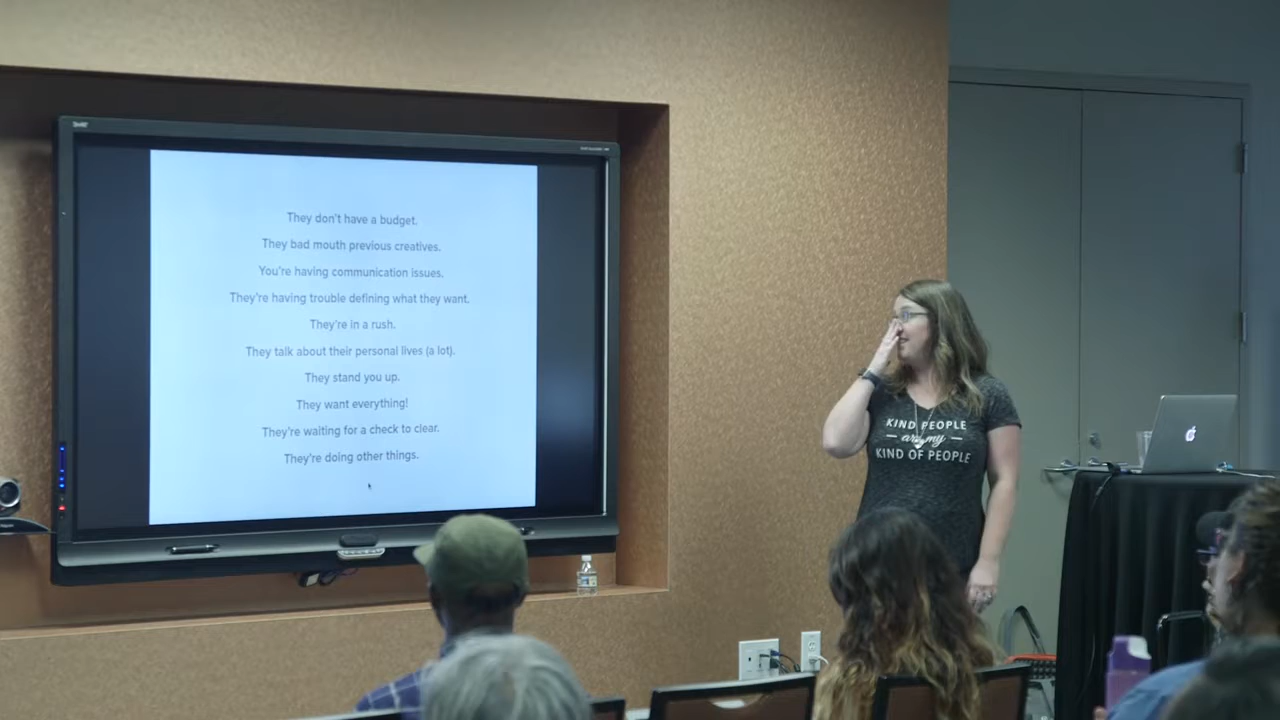 They don't have a budget.
They bad mouth previous creatives.
You're having communication issues.
They're having trouble defining what they want.
They're in a rush.
They talk about their personal lives (a lot).
They stand you up.
They want everything!
They're waiting for a check to clear.
They're doing other things.
KIND PEOPLE
— are my —
KIND OF PEOPLE